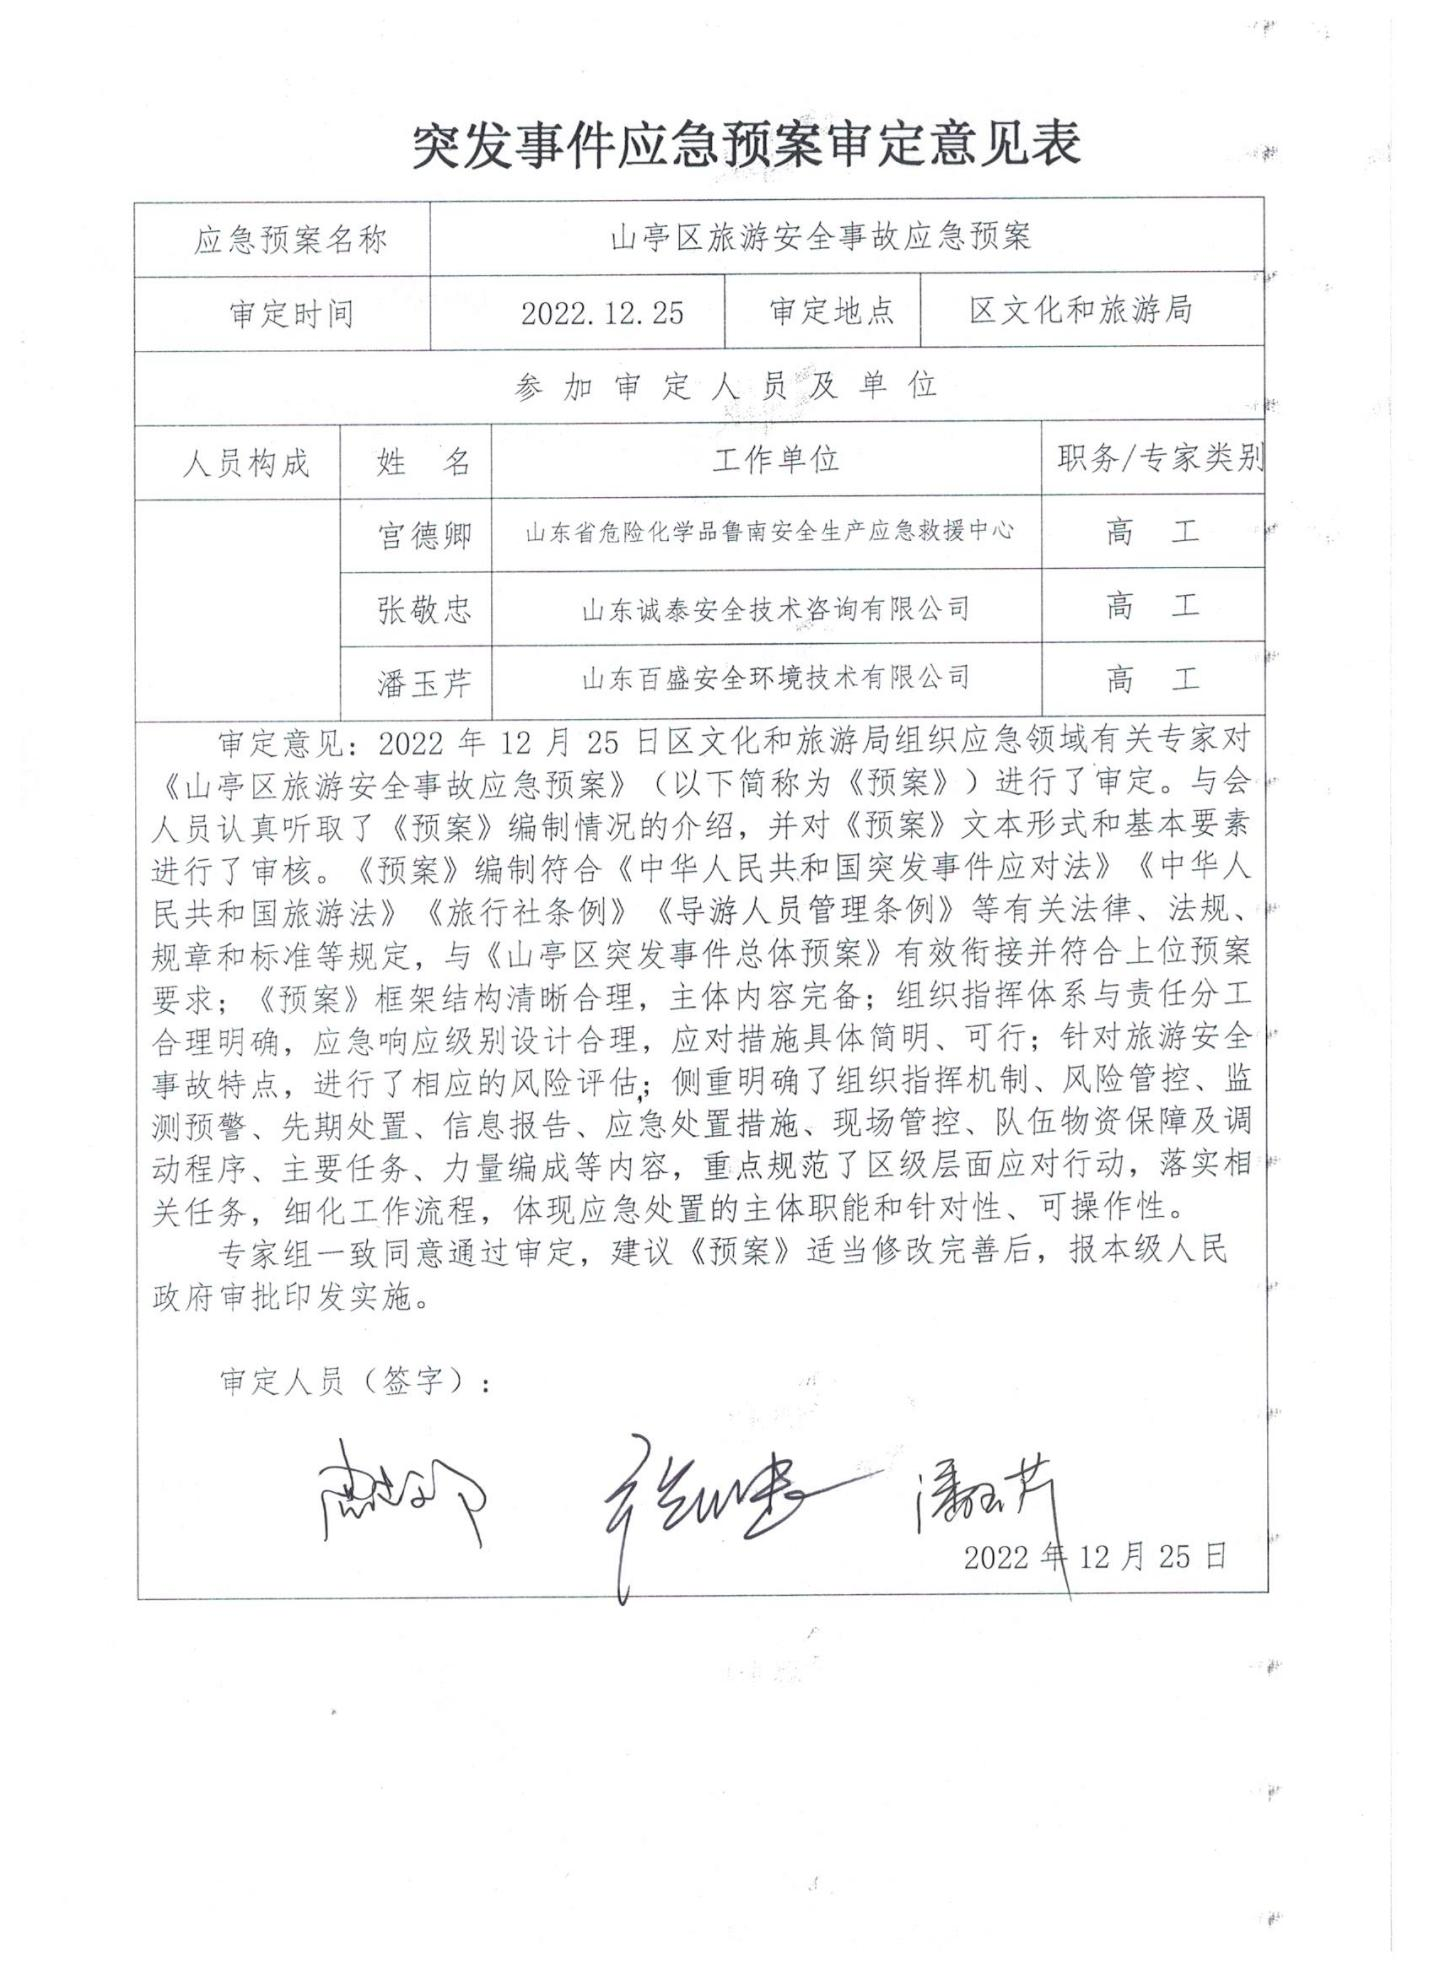 突发事件应急预案审定意见表
应急预案名称 山亭区旅游安全事故应急预案
审定时间 2022.12.25 审定地点 区文化和旅游局
参加审定人员及单位
人员构成 姓 名 工作单位 职务/专家类别
宫德卿 山东省危险化学品鲁南安全生产应急救援中心 高 工
张敬忠 山东诚泰安全技术咨询有限公司 高 工
潘玉芹 山东百盛安全环境技术有限公司 高 工
审定意见：2022 年 12 月 25 日区文化和旅游局组织应急领域有关专家对
《山亭区旅游安全事故应急预案》（以下简称为《预案》）进行了审定。与会
人员认真听取了《预案》编制情况的介绍，并对《预案》文本形式和基本要素
进行了审核。《预案》编制符合《中华人民共和国突发事件应对法》《中华人
民共和国旅游法》《旅行社条例》《导游人员管理条例》等有关法律、法规、
规章和标准等规定，与《山亭区突发事件总体预案》有效衔接并符合上位预案
要求；《预案》框架结构清晰合理，主体内容完备；组织指挥体系与责任分工
合理明确，应急响应级别设计合理，应对措施具体简明、可行；针对旅游安全
事故特点，进行了相应的风险评估；侧重明确了组织指挥机制、风险管控、监
测预警、先期处置、信息报告、应急处置措施、现场管控、队伍物资保障及调
动程序、主要任务、力量编成等内容，重点规范了区级层面应对行动，落实相
关任务，细化工作流程，体现应急处置的主体职能和针对性、可操作性。
专家组一致同意通过审定，建议《预案》适当修改完善后，报本级人民
政府审批印发实施。
审定人员（签字）：
潘玉芹
2022 年 12 月 25 日